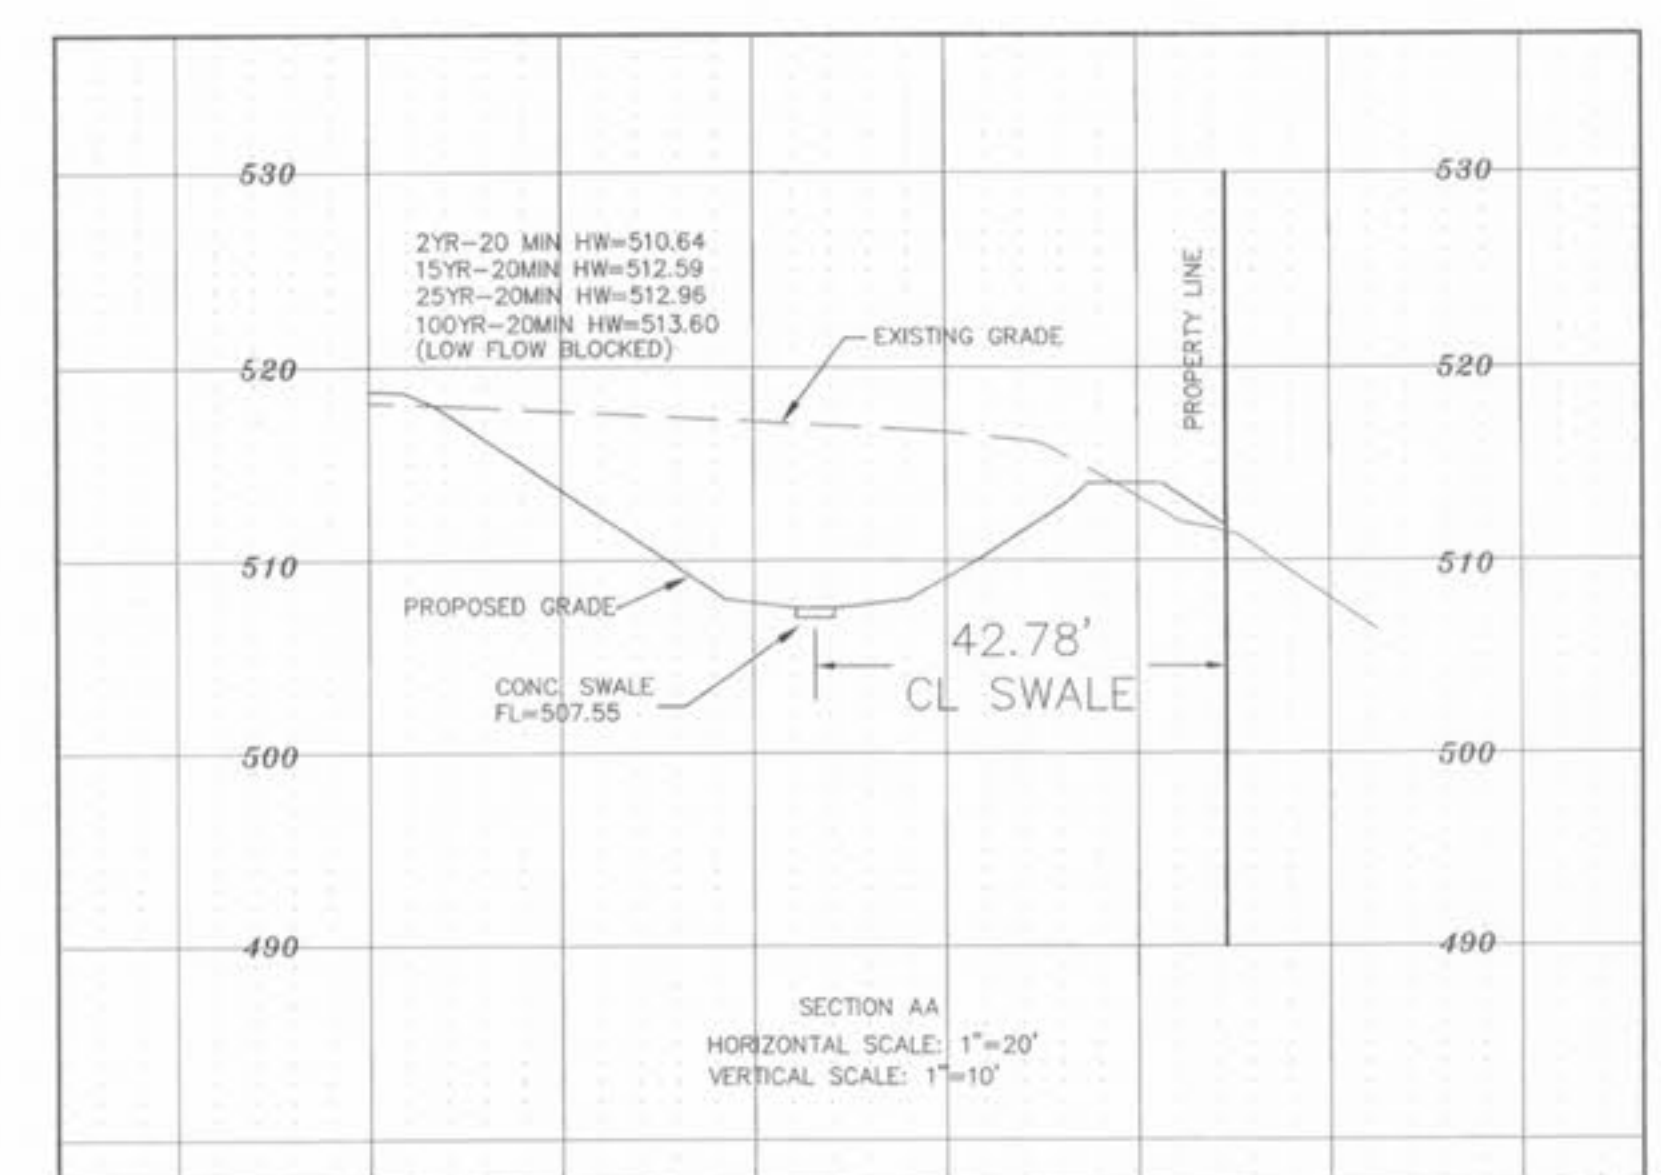 530
530
2YR-20 MIN HW=510.64
15YR-20MIN HW=512.59
25YR-20MIN HW=512.96
100YR-20MIN HW=513.60
(LOW FLOW BLOCKED)
EXISTING GRADE
PROPERTY LINE
520
520
510
510
PROPOSED GRADE
42.78'
CL SWALE
CONC. SWALE
FL=507.55
500
500
490
490
SECTION AA
HORIZONTAL SCALE: 1"=20'
VERTICAL SCALE: 1"=10'